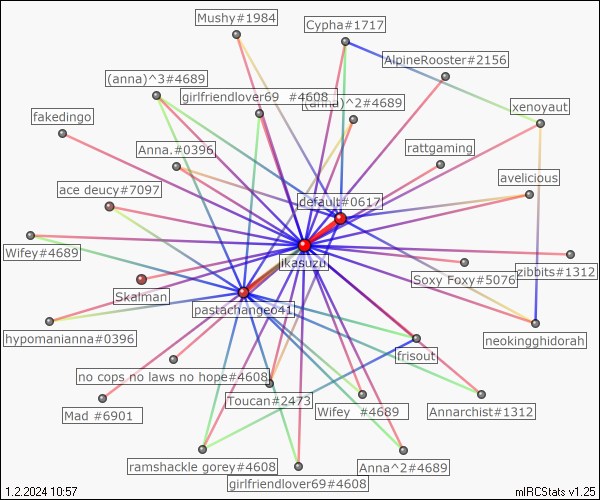 Mushy#1984
Cypha#1717
AlpineRooster#2156
(anna)^3#4689
girlfriendlover69 #4608
)^2#4689
xenoyaut
fakedingo
Anna.#0396
rattgaming
ace deucy#7097
avelicious
default#0617
Wifey#4689
ikasuzu
Soxy Foxy#5076
gibbits#1312
Skalman
pastachangeo41
hypomanianna#0396
neokingghidorah
frisout
no cops no laws no hope#4608
Toucan#2473
Mad #6901
Wifey #4689
Annarchist#1312
ramshackle gorey#4608
Anna^2#4689
girlfriendlover69#4608
1.2.2024 10:57
mIRCStats v1.25